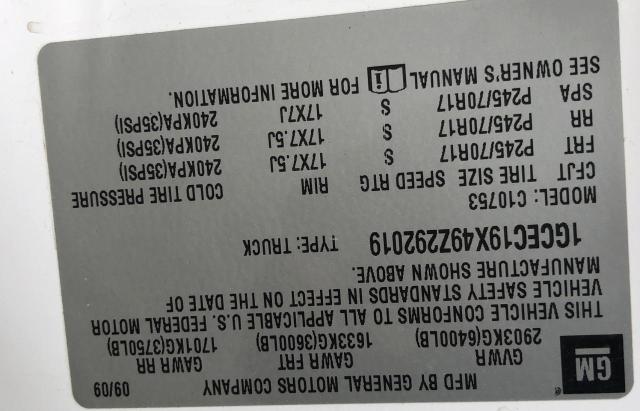 MFD BY GENERAL MOTORS COMPANY 09/09
GM
GVWR GAWR FRT GAWR RR
2903KG(6400LB) 1633KG(3600LB) 1701KG(3750LB)
THIS VEHICLE CONFORMS TO ALL APPLICABLE U.S. FEDERAL MOTOR
VEHICLE SAFETY STANDARDS IN EFFECT ON THE DATE OF
MANUFACTURE SHOWN ABOVE.
1GCEC19X49Z292019 TYPE: TRUCK
MODEL: C10753
CFJT TIRE SIZE SPEED RTG RIM COLD TIRE PRESSURE
FRT P245/70R17 S 17X7.5J 240KPA(35PSI)
RR P245/70R17 S 17X7.5J 240KPA(35PSI)
SPA P245/70R17 S 17X7J 240KPA(35PSI)
SEE OWNER'S MANUAL i FOR MORE INFORMATION.